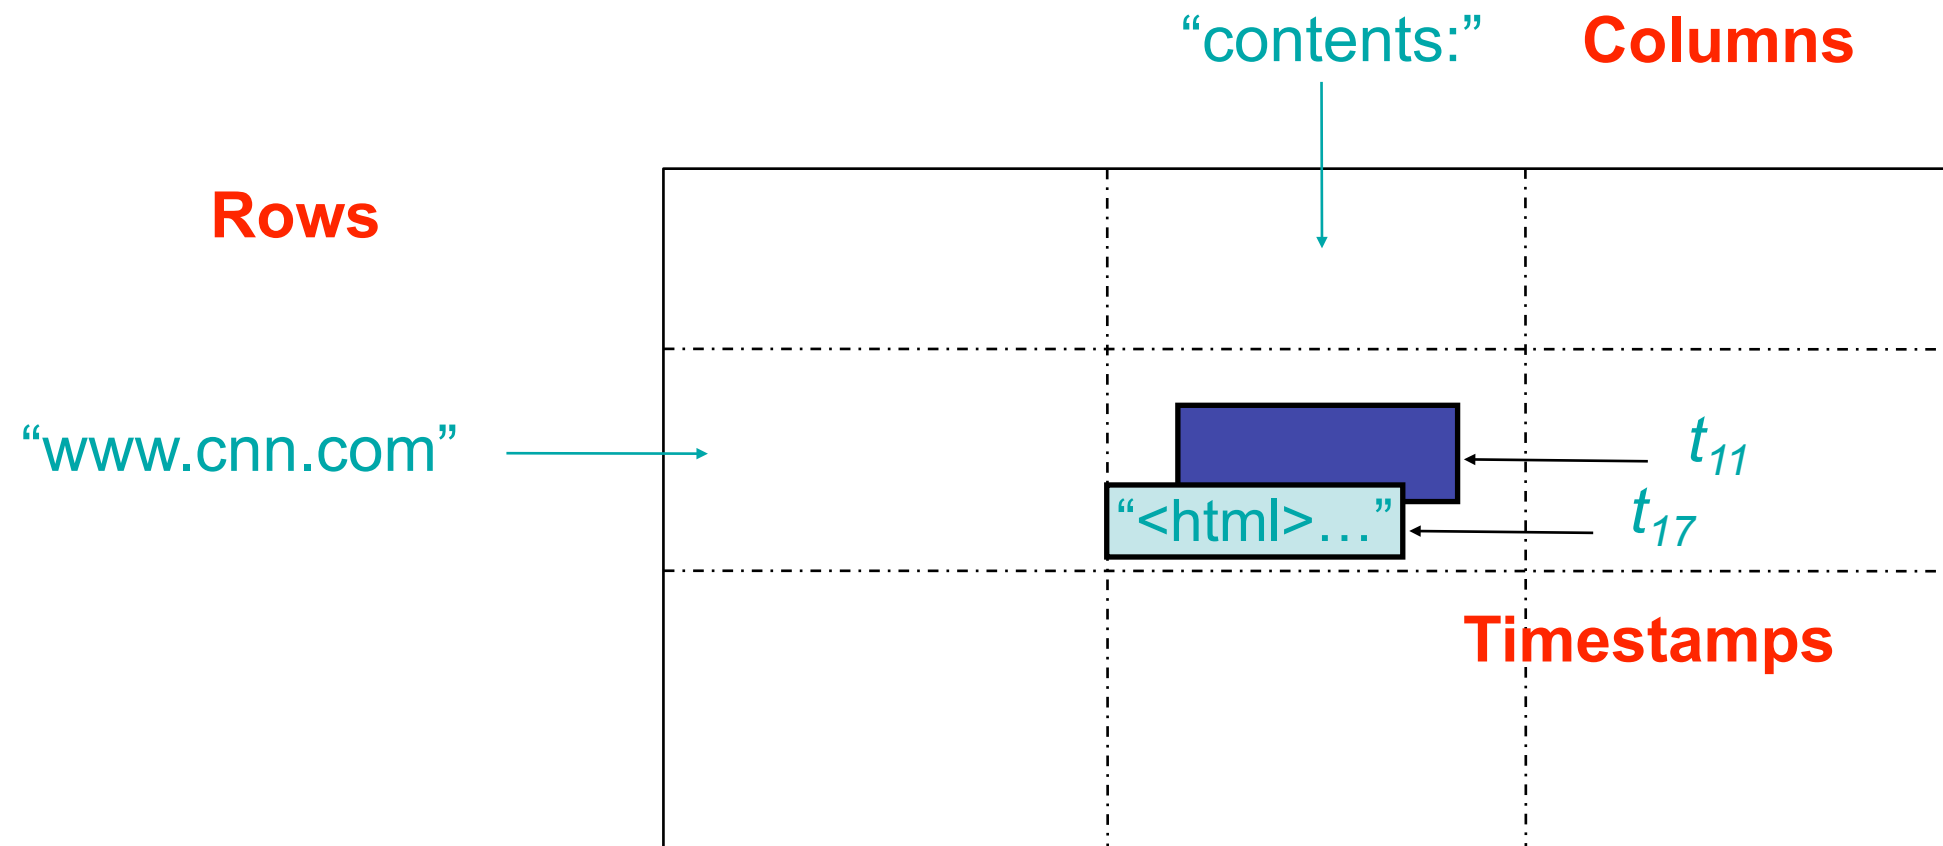 “contents:” Columns
Rows
“www.cnn.com”
t11
“<html>…”
t17
Timestamps